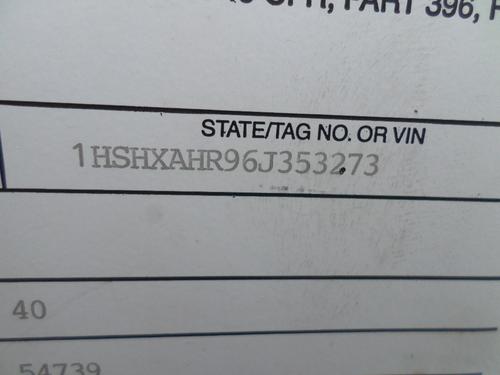 PART 396,
STATE/TAG NO. OR VIN
1HSHXAHR96J353273
40
54739